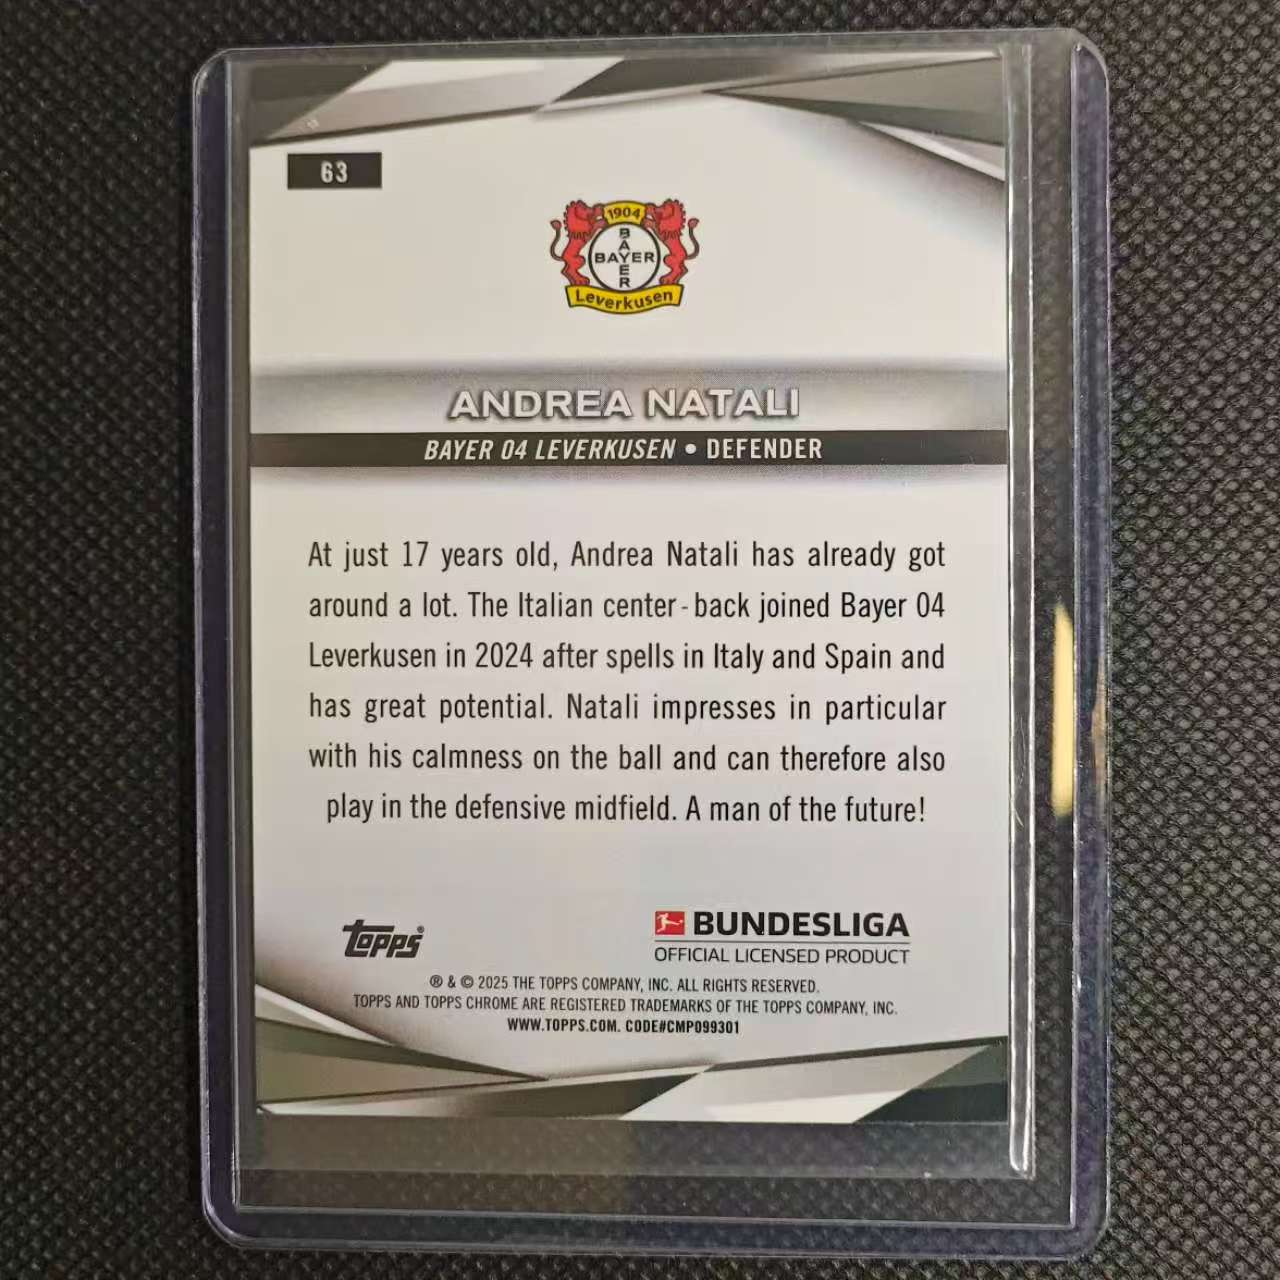 63
1904
BAYER
BAYER
Leverkusen
ANDREA NATALI
BAYER 04 LEVERKUSEN • DEFENDER
At just 17 years old, Andrea Natali has already got
around a lot. The Italian center-back joined Bayer 04
Leverkusen in 2024 after spells in Italy and Spain and
has great potential. Natali impresses in particular
with his calmness on the ball and can therefore also
play in the defensive midfield. A man of the future!
topps®
BUNDESLIGA
OFFICIAL LICENSED PRODUCT
® & © 2025 THE TOPPS COMPANY, INC. ALL RIGHTS RESERVED.
TOPPS AND TOPPS CHROME ARE REGISTERED TRADEMARKS OF THE TOPPS COMPANY, INC.
WWW.TOPPS.COM. CODE#CMP099301